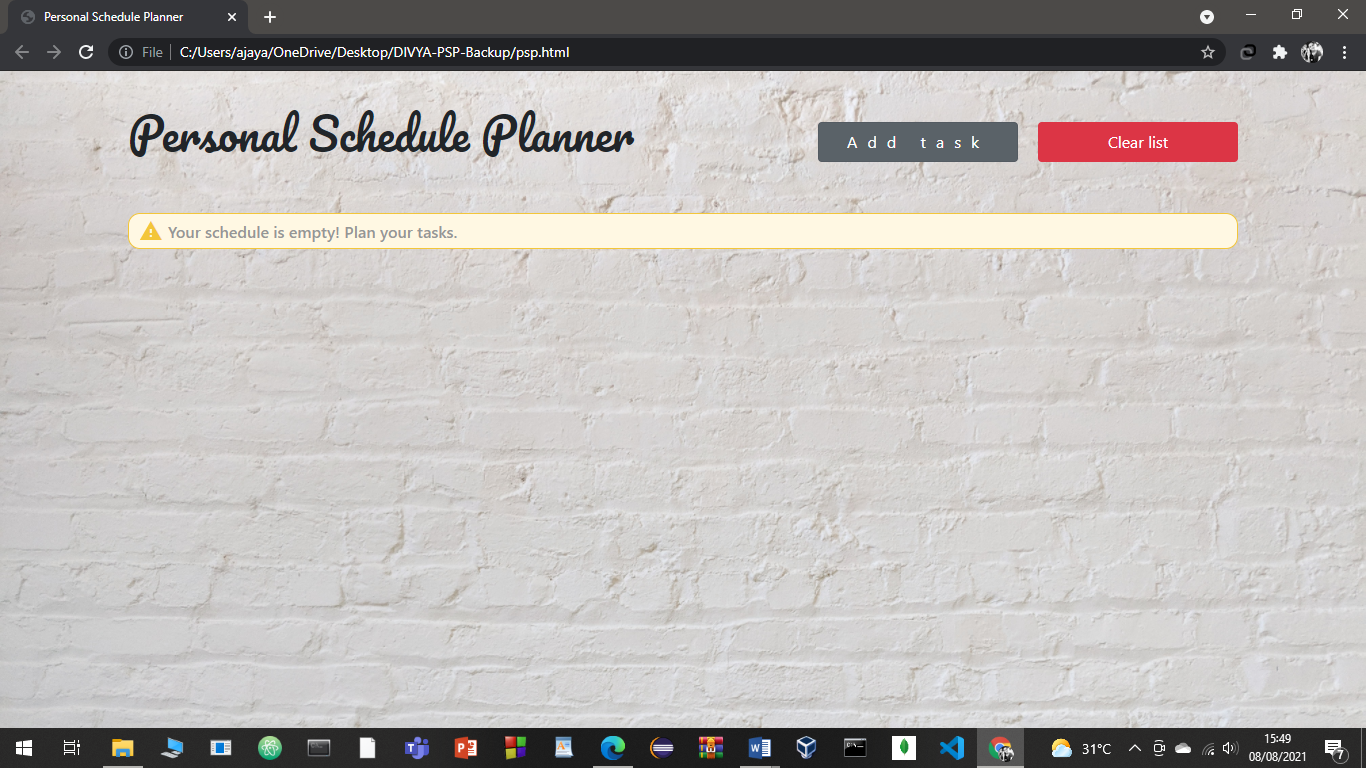 Personal Schedule Planner
File
C:/Users/ajaya/OneDrive/Desktop/DIVYA-PSP-Backup/psp.html
Personal Schedule Planner
Add task
Clear list
Your schedule is empty! Plan your tasks.
31°C
15:49
08/08/2021
7